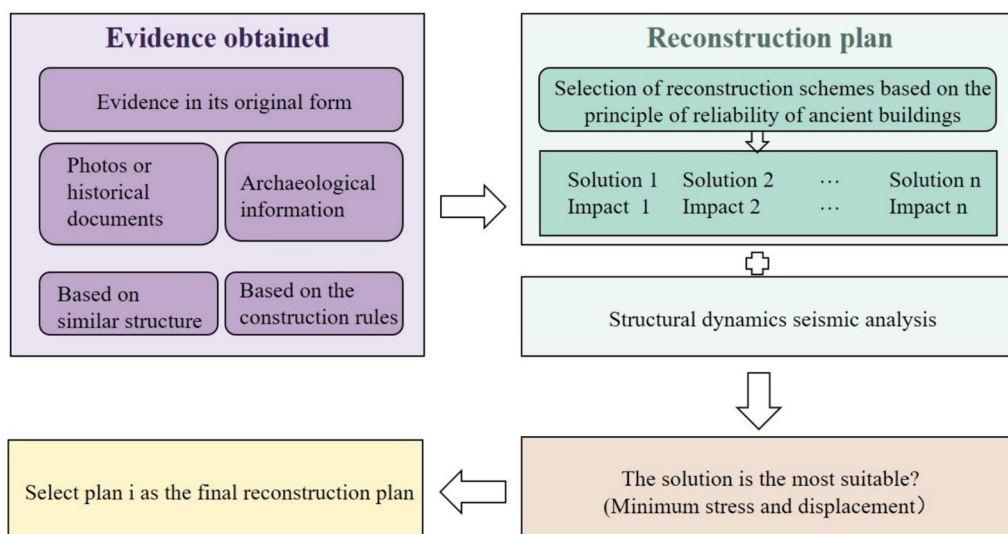 Evidence obtained
Evidence in its original form
Photos or
historical
documents
Archaeological
information
Based on
similar structure
Based on the
construction rules
Reconstruction plan
Selection of reconstruction schemes based on the
principle of reliability of ancient buildings
Solution 1 Solution 2 ... Solution n
Impact 1 Impact 2 ... Impact n
Structural dynamics seismic analysis
The solution is the most suitable?
(Minimum stress and displacement）
Select plan i as the final reconstruction plan